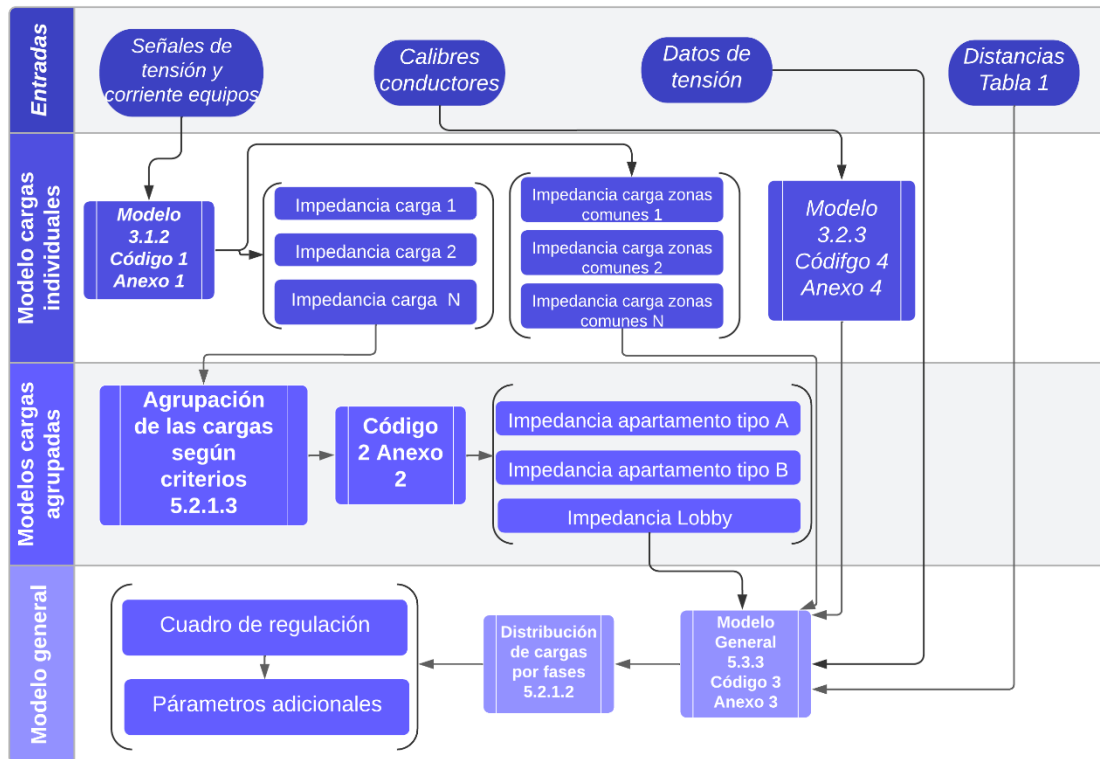 Entradas
Señales de
tensión y
corriente equipos
Calibres
conductores
Datos de
tensión
Distancias
Tabla 1
Modelo cargas
individuales
Modelo
3.1.2
Código 1
Anexo 1
Impedancia carga 1
Impedancia carga 2
Impedancia carga N
Impedancia carga zonas
comunes 1
Impedancia carga zonas
comunes 2
Impedancia carga zonas
comunes N
Modelo
3.2.3
Códifgo 4
Anexo 4
Modelos cargas
agrupadas
Agrupación
de las cargas
según
criterios
5.2.1.3
Código
2 Anexo
2
Impedancia apartamento tipo A
Impedancia apartamento tipo B
Impedancia Lobby
Modelo general
Cuadro de regulación
Párametros adicionales
Distribución
de cargas
por fases
5.2.1.2
Modelo
General
5.3.3
Código 3
Anexo 3